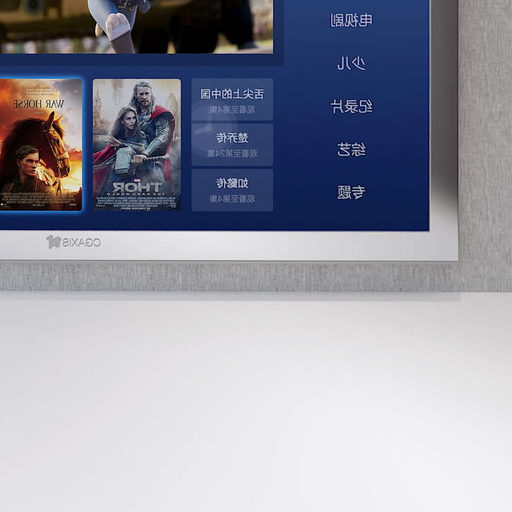 电视剧
少儿
纪录片
综艺
专题
舌尖上的中国
观看至第4集
楚乔传
观看至第24集
如懿传
观看至第4集
THOR
THE DARK WORLD
WAR HORSE
CGAXIS